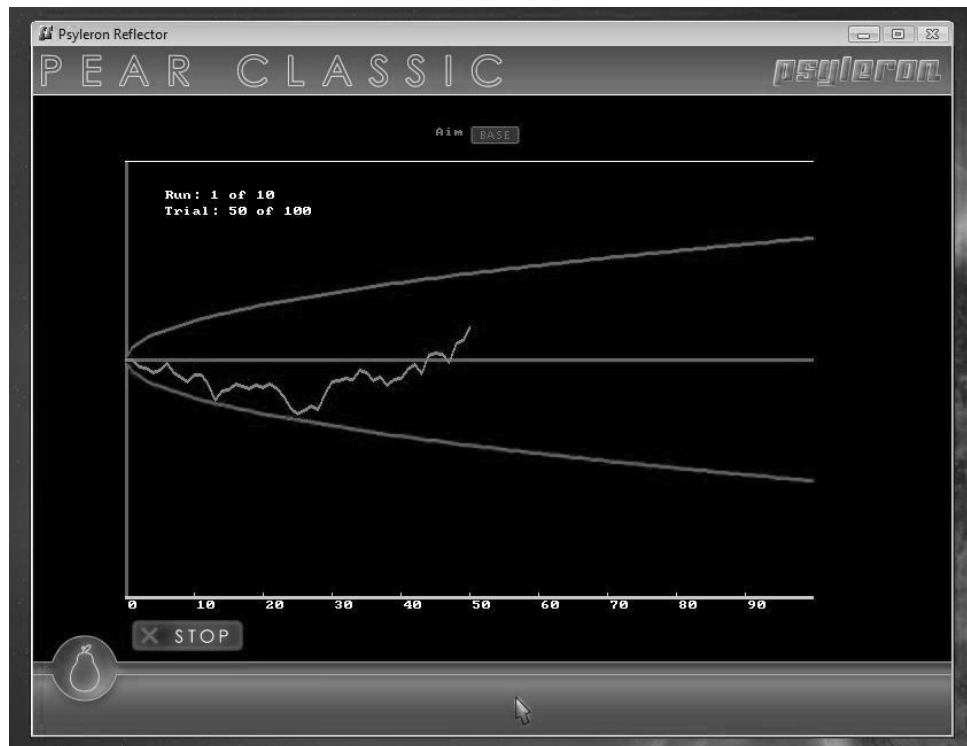 Psyleron Reflector
PEAR CLASSIC psyleron
Aim BASE
Run: 1 of 10
Trial: 50 of 100
0 10 20 30 40 50 60 70 80 90
STOP